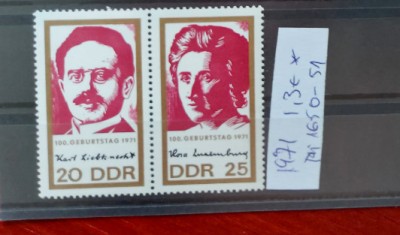 100. GEBURTSTAG 1971
Karl Liebknecht
20 DDR
100. GEBURTSTAG 1971
Rosa Luxemburg
DDR 25
1971 1,3€ *
1650-51